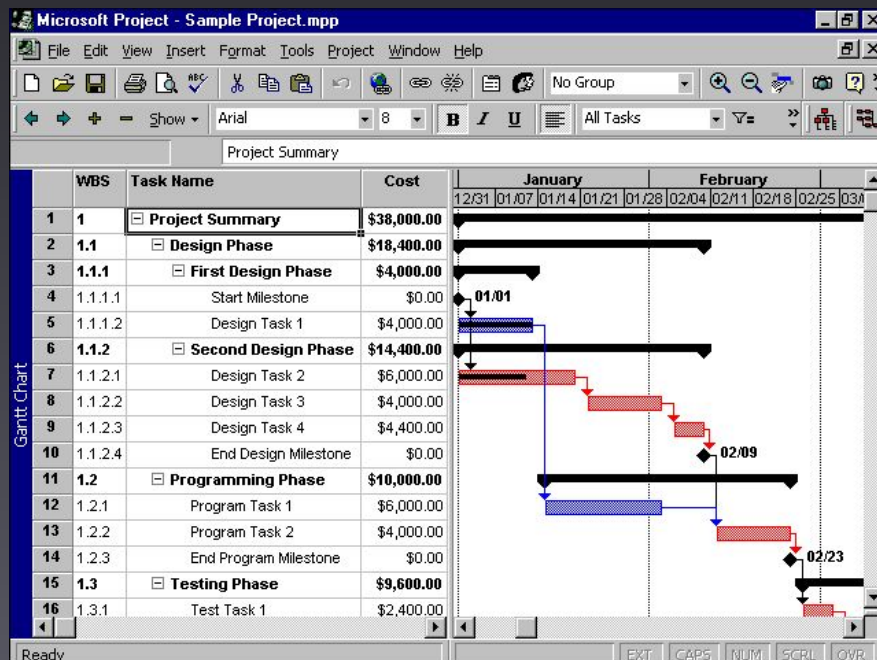 Microsoft Project - Sample Project.mpp
File Edit View Insert Format Tools Project Window Help
ABC No Group
Show Arial 8 B I U All Tasks
Project Summary
WBS Task Name Cost January February
12/31 01/07 01/14 01/21 01/28 02/04 02/11 02/18 02/25
1 1 Project Summary $38,000.00
2 1.1 Design Phase $18,400.00
3 1.1.1 First Design Phase $4,000.00
4 1.1.1.1 Start Milestone $0.00 01/01
5 1.1.1.2 Design Task 1 $4,000.00
6 1.1.2 Second Design Phase $14,400.00
7 1.1.2.1 Design Task 2 $6,000.00
8 1.1.2.2 Design Task 3 $4,000.00
9 1.1.2.3 Design Task 4 $4,400.00
10 1.1.2.4 End Design Milestone $0.00 02/09
11 1.2 Programming Phase $10,000.00
12 1.2.1 Program Task 1 $6,000.00
13 1.2.2 Program Task 2 $4,000.00
14 1.2.3 End Program Milestone $0.00 02/23
15 1.3 Testing Phase $9,600.00
16 1.3.1 Test Task 1 $2,400.00
Gantt Chart
Ready EXT CAPS NUM SCRL OVR